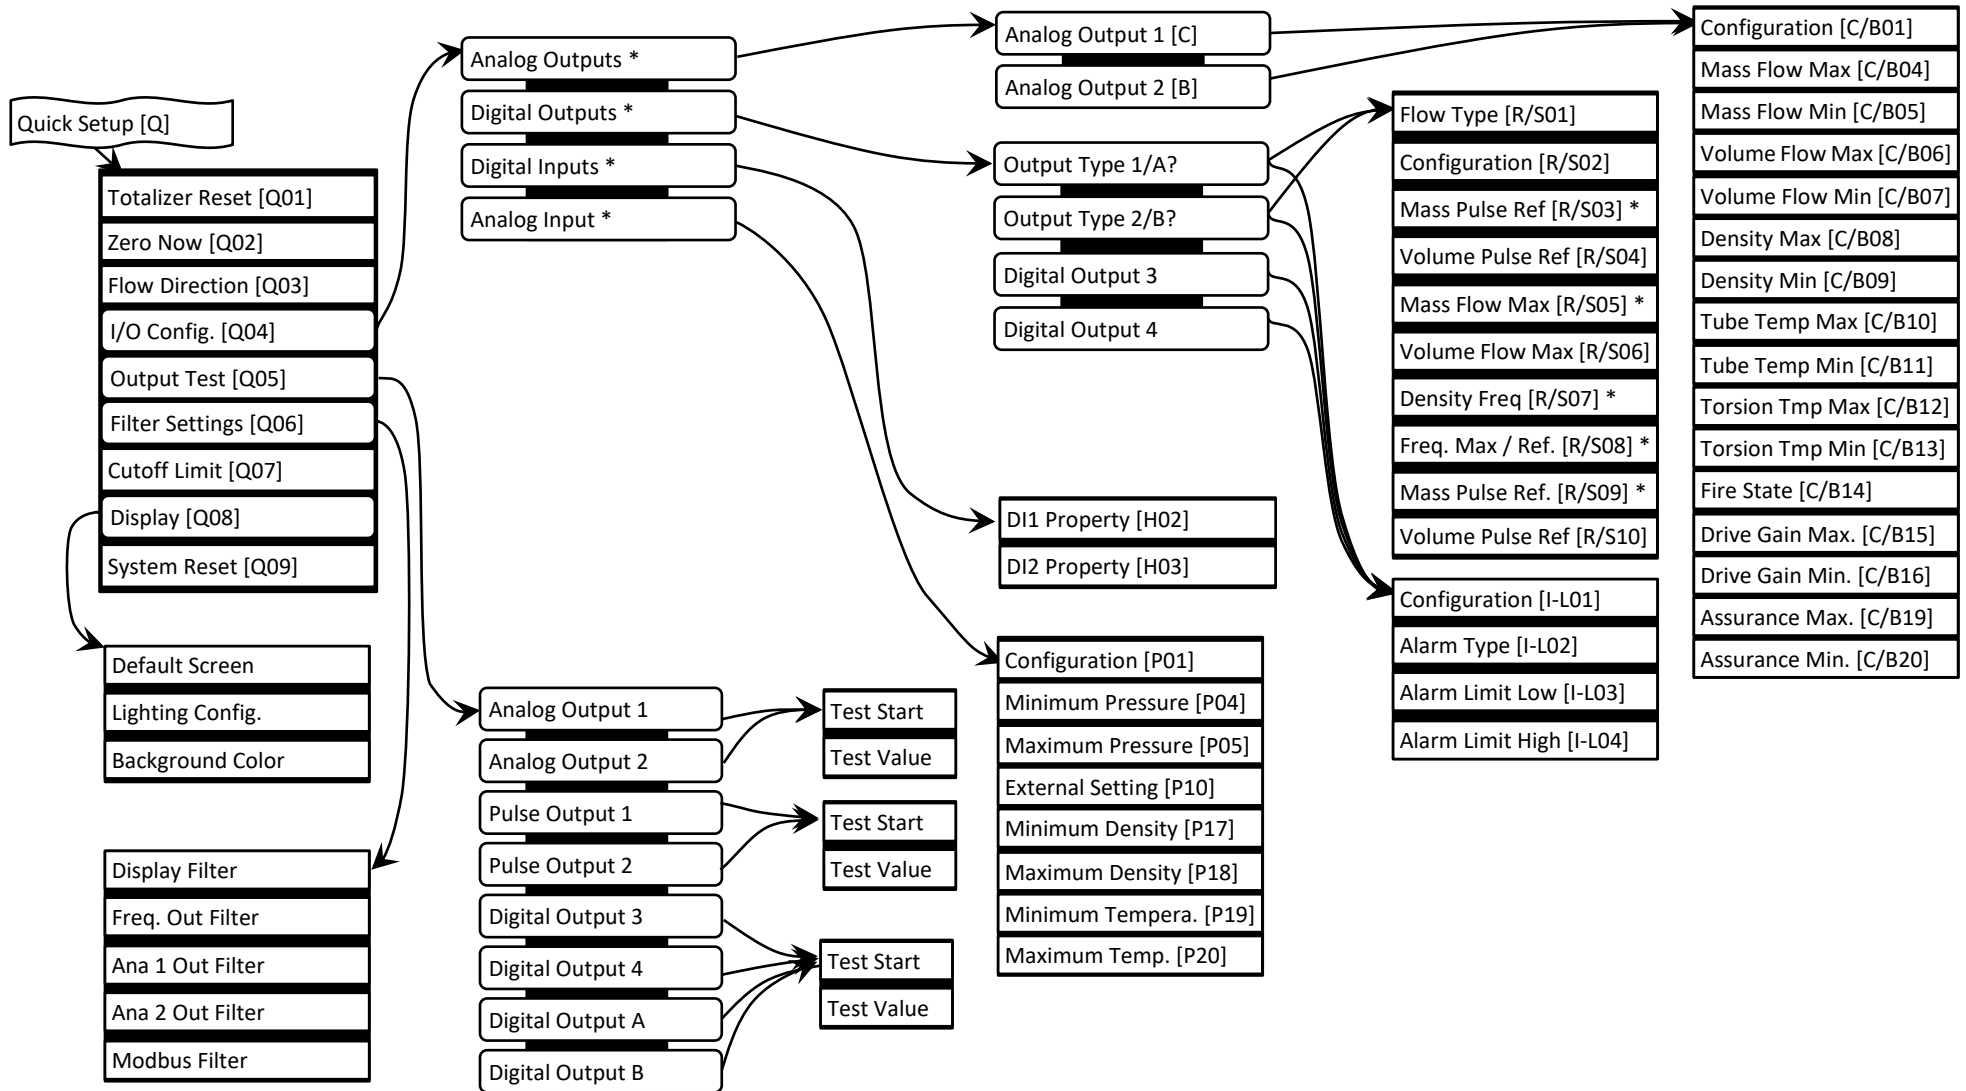 Quick Setup [Q]
Totalizer Reset [Q01]
Zero Now [Q02]
Flow Direction [Q03]
I/O Config. [Q04]
Output Test [Q05]
Filter Settings [Q06]
Cutoff Limit [Q07]
Display [Q08]
System Reset [Q09]
Default Screen
Lighting Config.
Background Color
Display Filter
Freq. Out Filter
Ana 1 Out Filter
Ana 2 Out Filter
Modbus Filter
Analog Outputs *
Digital Outputs *
Digital Inputs *
Analog Input *
Analog Output 1
Analog Output 2
Pulse Output 1
Pulse Output 2
Digital Output 3
Digital Output 4
Digital Output A
Digital Output B
Test Start
Test Value
Test Start
Test Value
Test Start
Test Value
Analog Output 1 [C]
Analog Output 2 [B]
Output Type 1/A?
Output Type 2/B?
Digital Output 3
Digital Output 4
DI1 Property [H02]
DI2 Property [H03]
Configuration [P01]
Minimum Pressure [P04]
Maximum Pressure [P05]
External Setting [P10]
Minimum Density [P17]
Maximum Density [P18]
Minimum Tempera. [P19]
Maximum Temp. [P20]
Flow Type [R/S01]
Configuration [R/S02]
Mass Pulse Ref [R/S03] *
Volume Pulse Ref [R/S04]
Mass Flow Max [R/S05] *
Volume Flow Max [R/S06]
Density Freq [R/S07] *
Freq. Max / Ref. [R/S08] *
Mass Pulse Ref. [R/S09] *
Volume Pulse Ref [R/S10]
Configuration [I-L01]
Alarm Type [I-L02]
Alarm Limit Low [I-L03]
Alarm Limit High [I-L04]
Configuration [C/B01]
Mass Flow Max [C/B04]
Mass Flow Min [C/B05]
Volume Flow Max [C/B06]
Volume Flow Min [C/B07]
Density Max [C/B08]
Density Min [C/B09]
Tube Temp Max [C/B10]
Tube Temp Min [C/B11]
Torsion Tmp Max [C/B12]
Torsion Tmp Min [C/B13]
Fire State [C/B14]
Drive Gain Max. [C/B15]
Drive Gain Min. [C/B16]
Assurance Max. [C/B19]
Assurance Min. [C/B20]